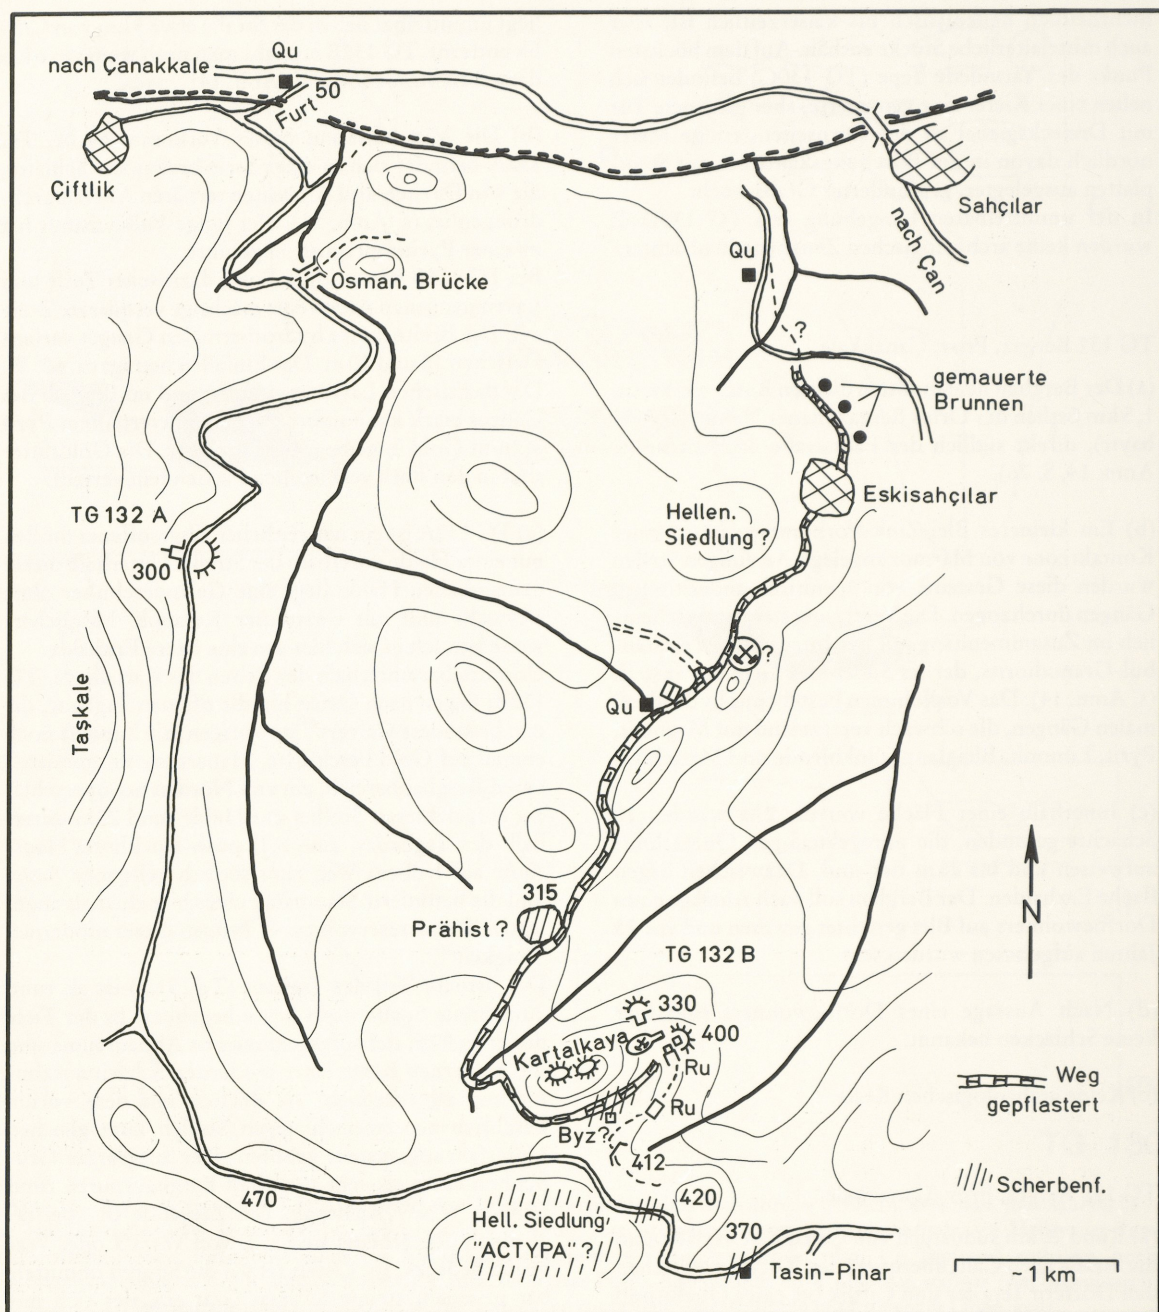 Qu
nach Çanakkale
50
Furt
Çiftlik
Sahçılar
nach Çan
Qu
Osman. Brücke
?
gemauerte
Brunnen
Eskisahçılar
TG 132 A
Hellen.
Siedlung ?
300
?
Taşkale
Qu
315
Prähist ?
N
TG 132 B
330
400
Kartalkaya
Ru
Ru
Weg
gepflastert
Byz?
412
Scherbenf.
470
420
Hell. Siedlung
"ACTYPA" ?
370
Tasin-Pinar
~ 1 km